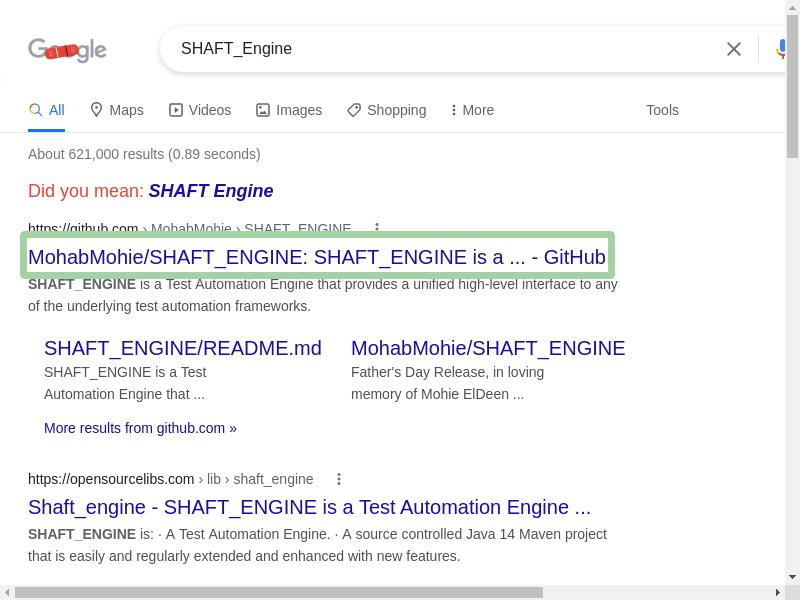 Google
SHAFT_Engine
All Maps Videos Images Shopping More Tools
About 621,000 results (0.89 seconds)
Did you mean: SHAFT Engine
https://github.com › MohabMohie › SHAFT_ENGINE
MohabMohie/SHAFT_ENGINE: SHAFT_ENGINE is a ... - GitHub
SHAFT_ENGINE is a Test Automation Engine that provides a unified high-level interface to any
of the underlying test automation frameworks.
SHAFT_ENGINE/README.md
SHAFT_ENGINE is a Test
Automation Engine that ...
MohabMohie/SHAFT_ENGINE
Father's Day Release, in loving
memory of Mohie ElDeen ...
More results from github.com »
https://opensourcelibs.com › lib › shaft_engine
Shaft_engine - SHAFT_ENGINE is a Test Automation Engine ...
SHAFT_ENGINE is: · A Test Automation Engine. · A source controlled Java 14 Maven project
that is easily and regularly extended and enhanced with new features.